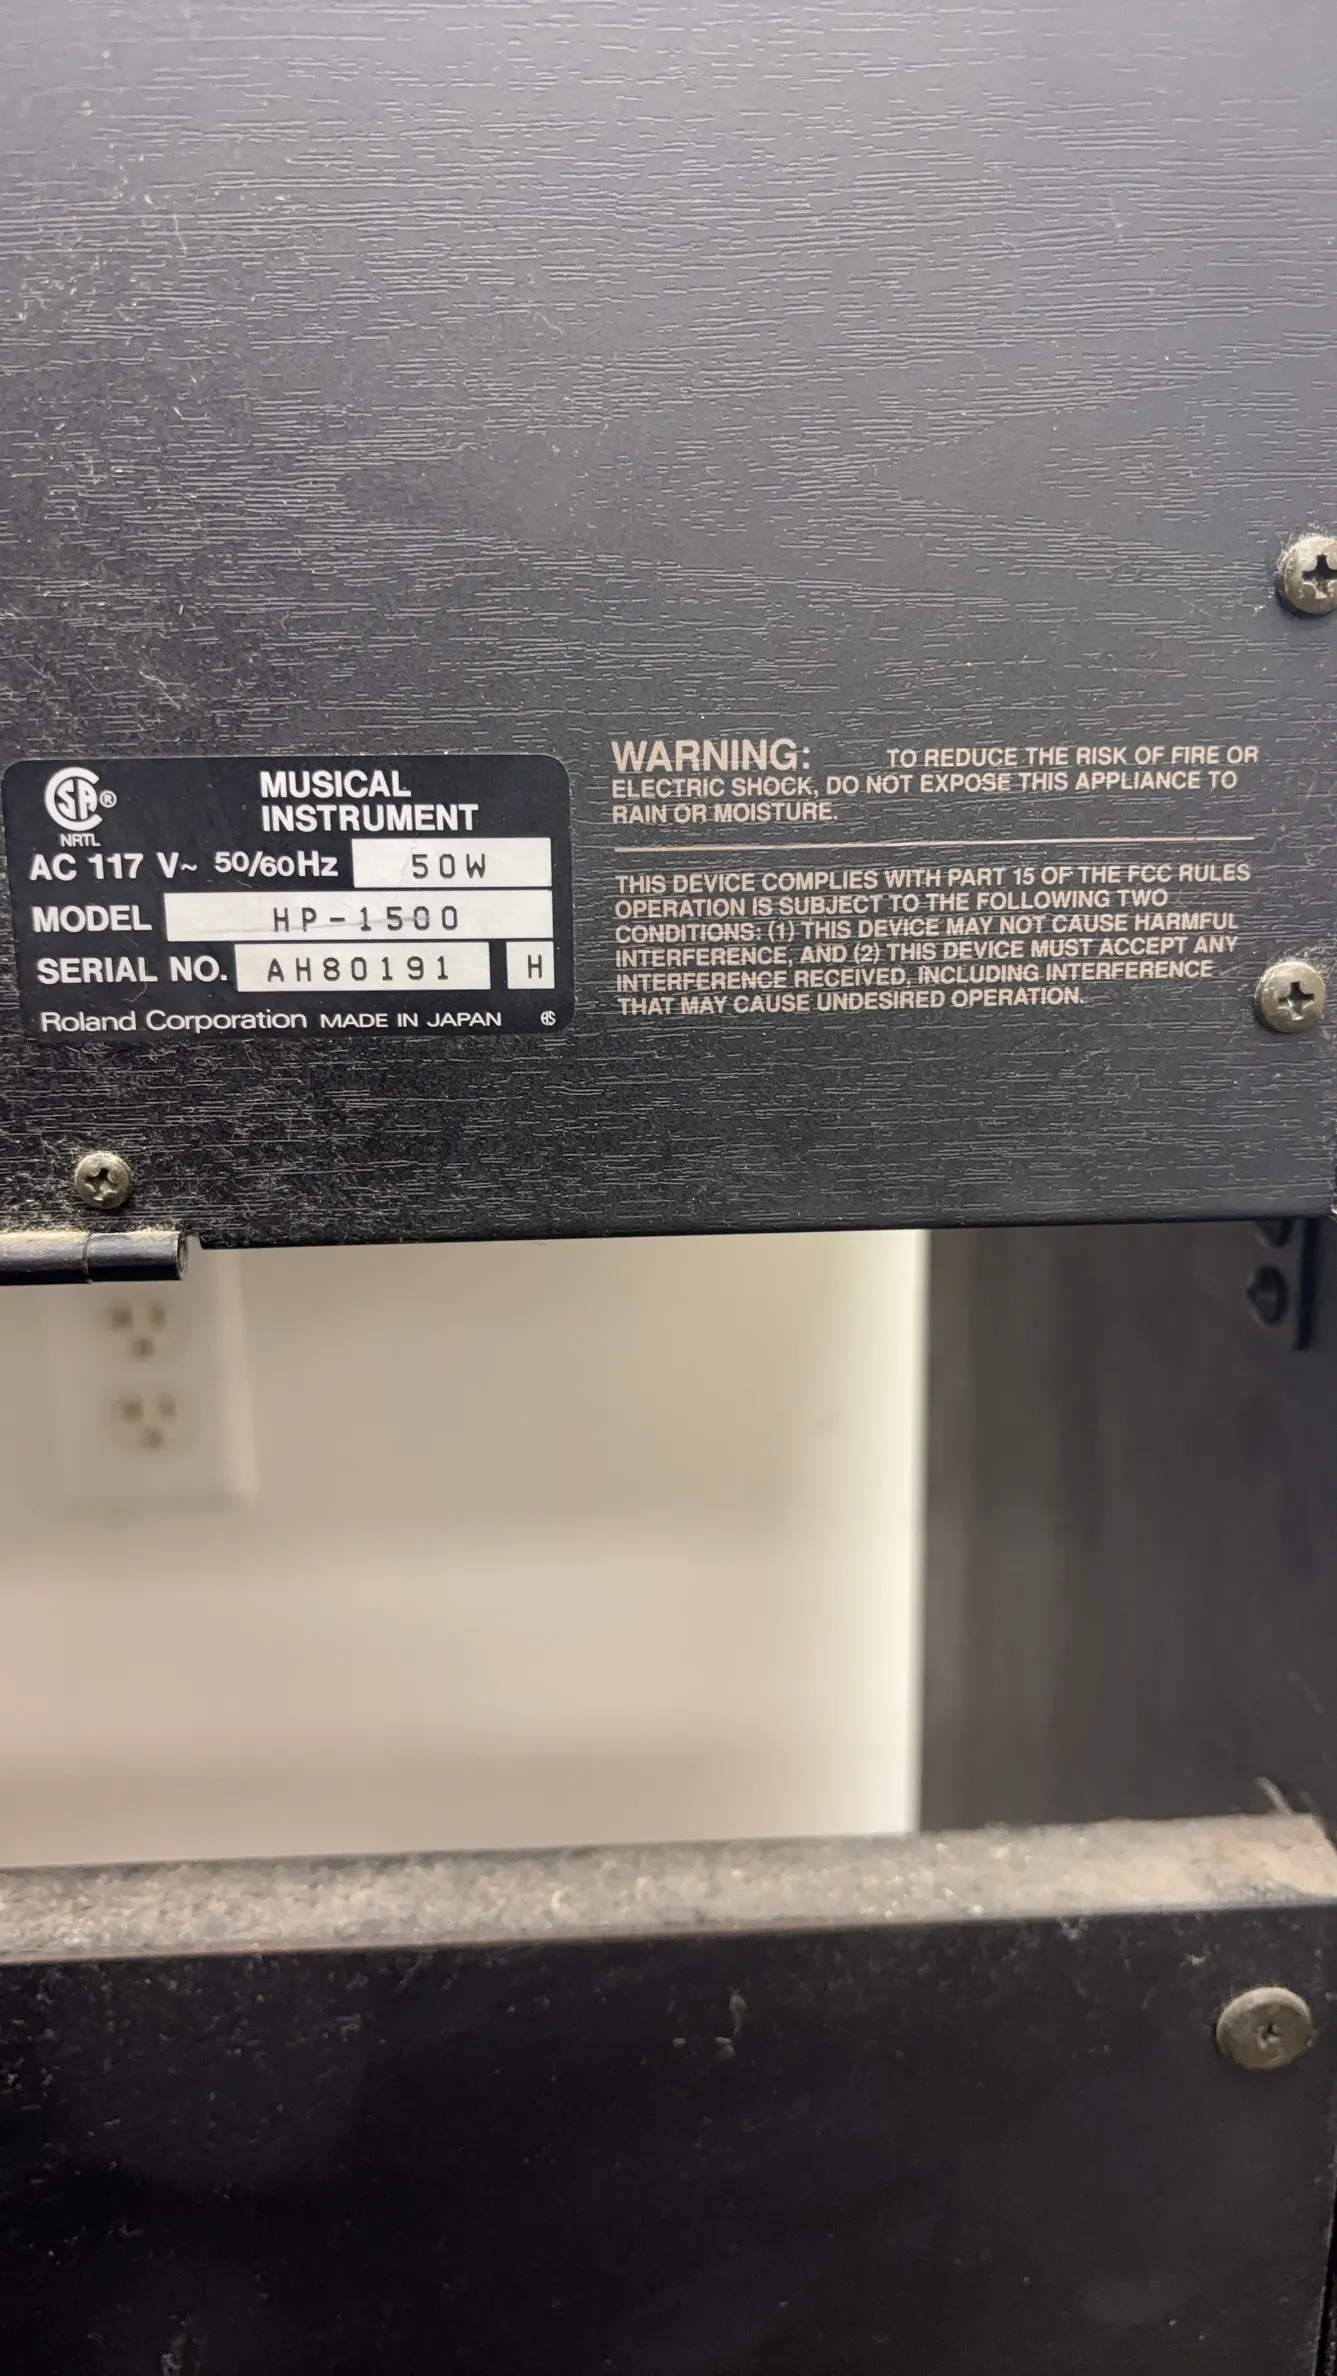 CSA®
NRTL
MUSICAL
INSTRUMENT
AC 117 V~ 50/60Hz 50W
MODEL HP-1500
SERIAL NO. AH80191 H
Roland Corporation MADE IN JAPAN
WARNING: TO REDUCE THE RISK OF FIRE OR
ELECTRIC SHOCK, DO NOT EXPOSE THIS APPLIANCE TO
RAIN OR MOISTURE.
THIS DEVICE COMPLIES WITH PART 15 OF THE FCC RULES
OPERATION IS SUBJECT TO THE FOLLOWING TWO
CONDITIONS: (1) THIS DEVICE MAY NOT CAUSE HARMFUL
INTERFERENCE, AND (2) THIS DEVICE MUST ACCEPT ANY
INTERFERENCE RECEIVED, INCLUDING INTERFERENCE
THAT MAY CAUSE UNDESIRED OPERATION.